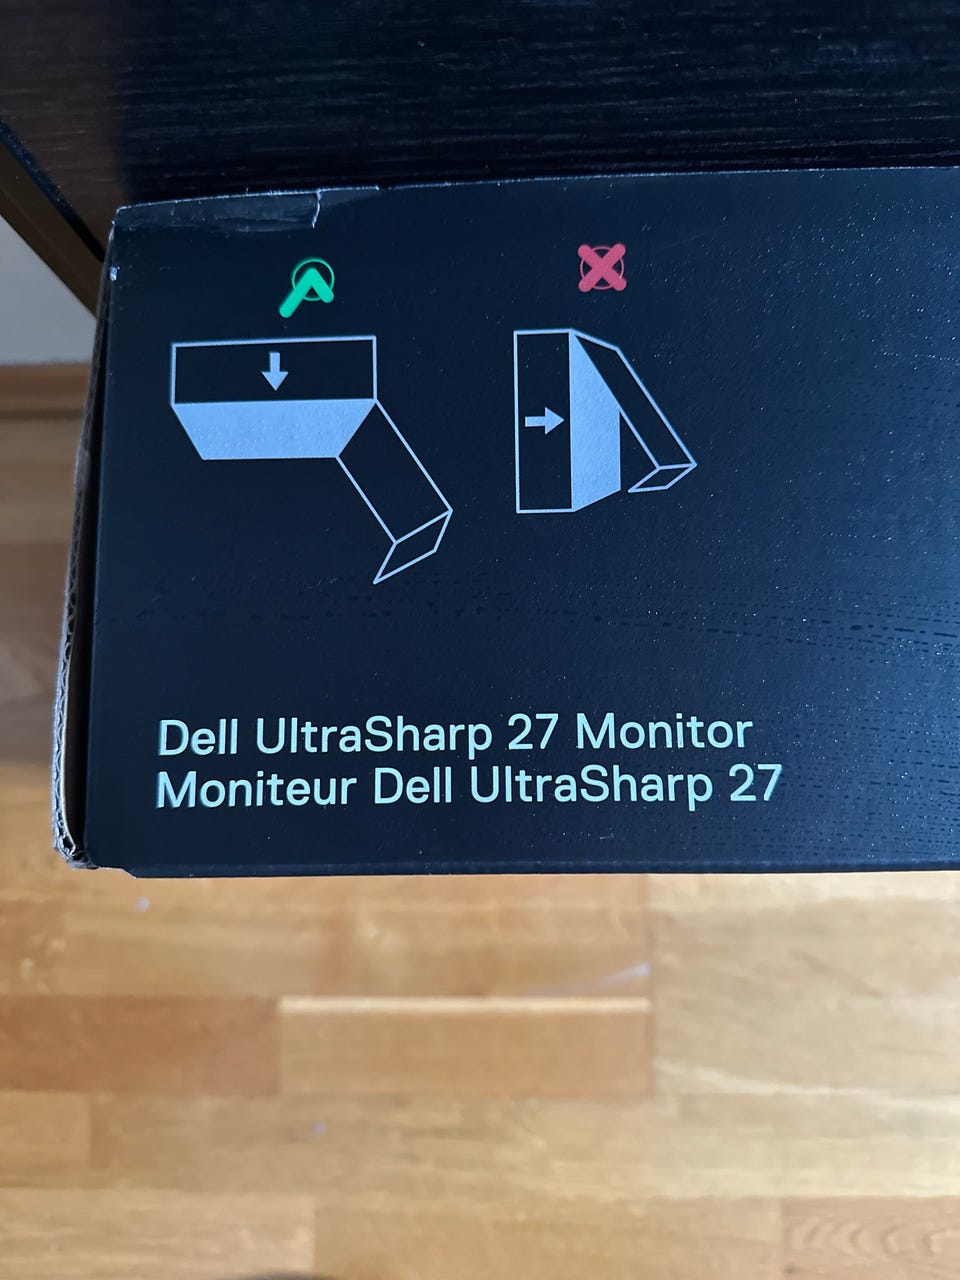 Dell UltraSharp 27 Monitor
Moniteur Dell UltraSharp 27